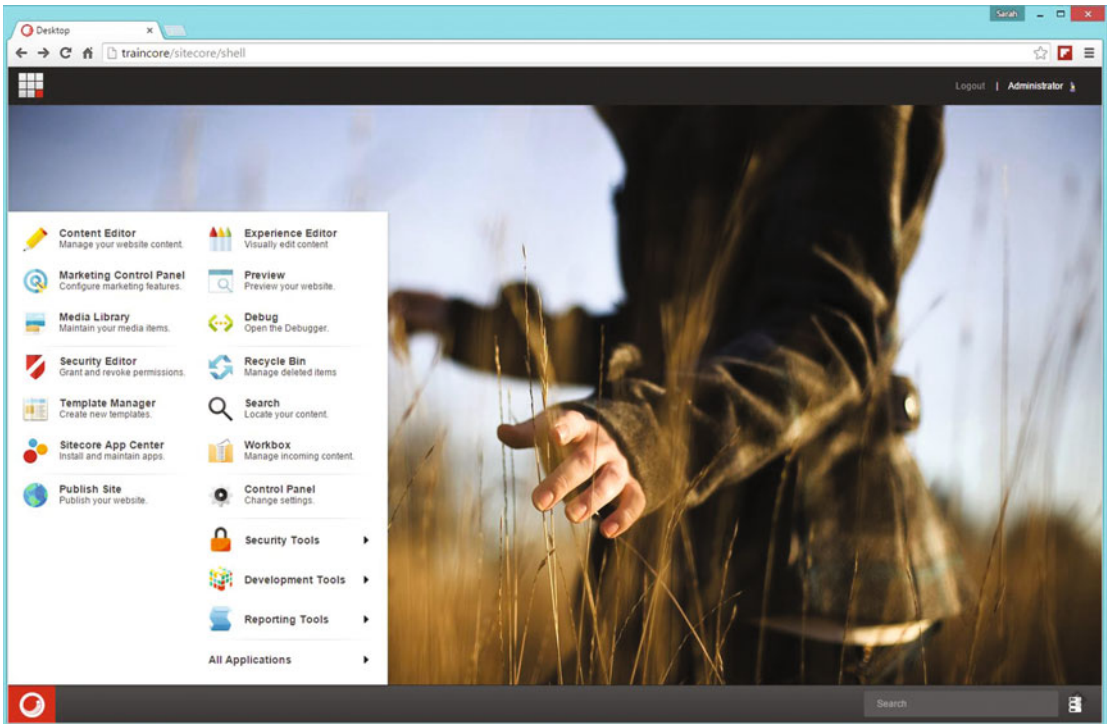 Sarah
Desktop
traincore/sitecore/shell
Logout | Administrator
Content Editor
Manage your website content.
Marketing Control Panel
Configure marketing features.
Media Library
Maintain your media items.
Security Editor
Grant and revoke permissions.
Template Manager
Create new templates.
Sitecore App Center
Install and maintain apps.
Publish Site
Publish your website.
Experience Editor
Visually edit content
Preview
Preview your website.
Debug
Open the Debugger.
Recycle Bin
Manage deleted items
Search
Locate your content.
Workbox
Manage incoming content.
Control Panel
Change settings.
Security Tools
Development Tools
Reporting Tools
All Applications
Search